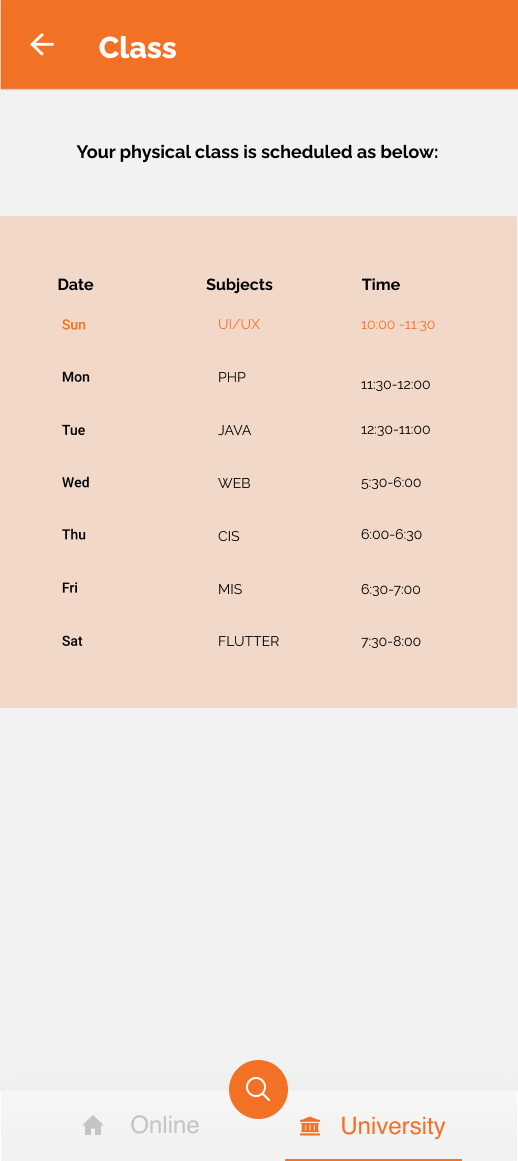 Class
Your physical class is scheduled as below:
Date Subjects Time
Sun UI/UX 10:00 -11:30
Mon PHP 11:30-12:00
Tue JAVA 12:30-11:00
Wed WEB 5:30-6:00
Thu CIS 6:00-6:30
Fri MIS 6:30-7:00
Sat FLUTTER 7:30-8:00
Online University